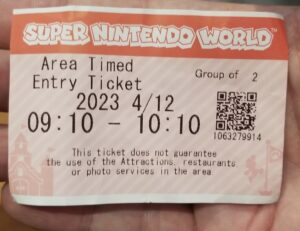 SUPER NINTENDO WORLD™
Area Timed
Entry Ticket
Group of 2
2023 4/12
09:10 - 10:10
1063279914
This ticket does not guarantee
the use of the Attractions, restaurants
or photo services in the area